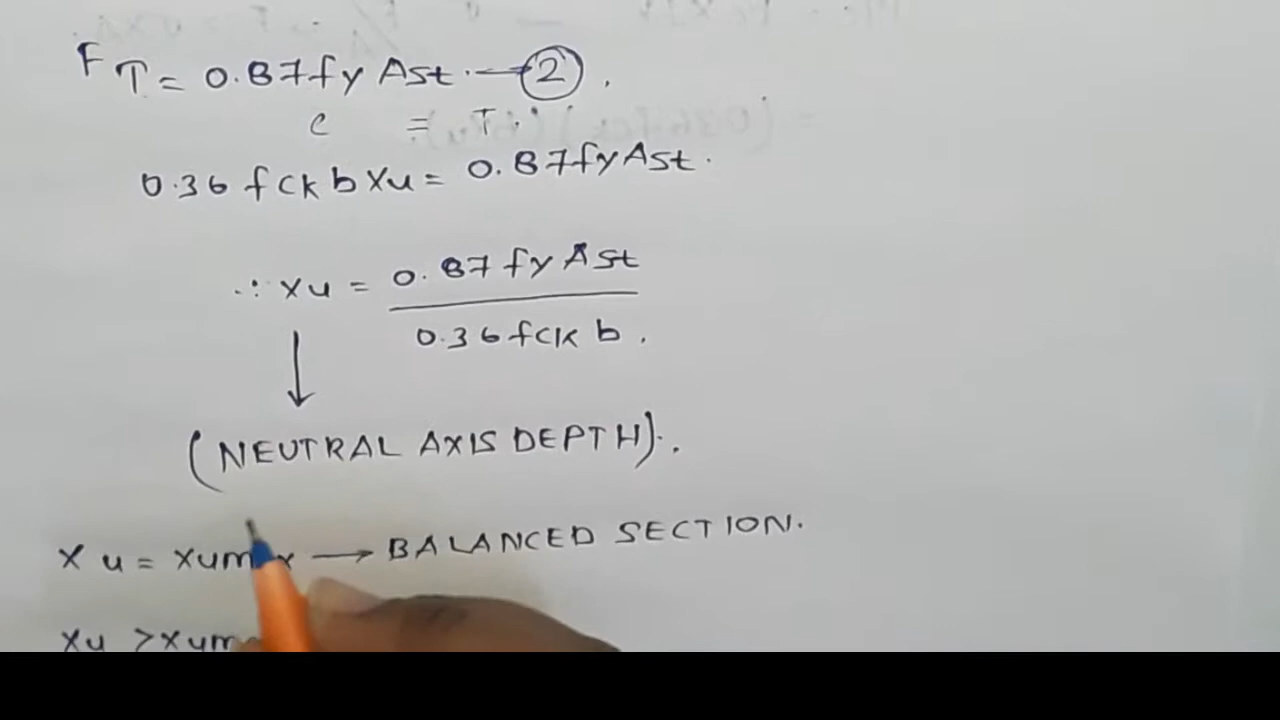 FT = 0.87fy Ast. → ②.
C = T.
0.36 fck b xu = 0.87fyAst.
∴ xu = 0.87 fy Ast
0.36 fck b.
(NEUTRAL AXIS DEPTH).
xu = → BALANCED SECTION.
xu >